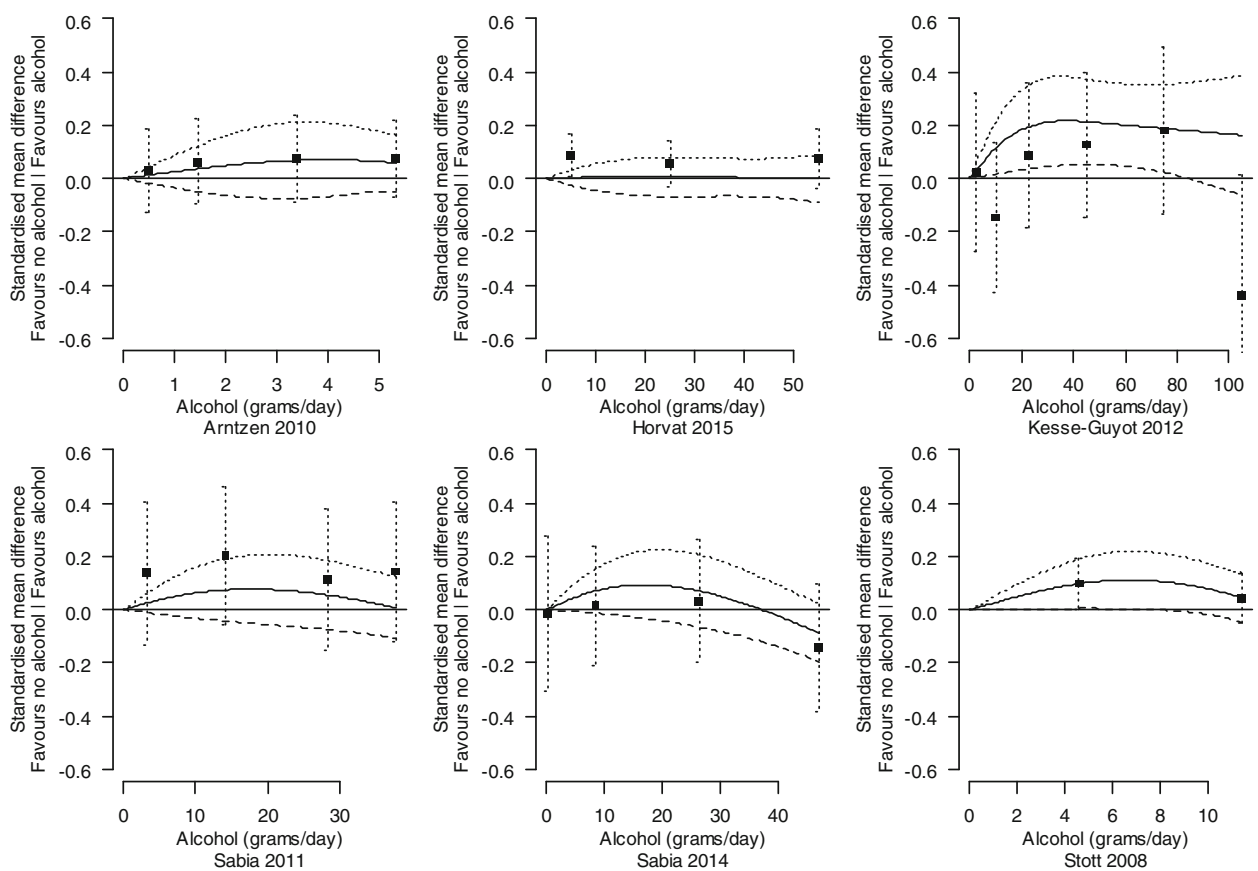 Standardised mean difference
Favours no alcohol | Favours alcohol
0.6
0.4
0.2
0.0
-0.2
-0.4
-0.6
0 1 2 3 4 5
Alcohol (grams/day)
Arntzen 2010
Standardised mean difference
Favours no alcohol | Favours alcohol
0.6
0.4
0.2
0.0
-0.2
-0.4
-0.6
0 10 20 30 40 50
Alcohol (grams/day)
Horvat 2015
Standardised mean difference
Favours no alcohol | Favours alcohol
0.6
0.4
0.2
0.0
-0.2
-0.4
-0.6
0 20 40 60 80 100
Alcohol (grams/day)
Kesse-Guyot 2012
Standardised mean difference
Favours no alcohol | Favours alcohol
0.6
0.4
0.2
0.0
-0.2
-0.4
-0.6
0 10 20 30
Alcohol (grams/day)
Sabia 2011
Standardised mean difference
Favours no alcohol | Favours alcohol
0.6
0.4
0.2
0.0
-0.2
-0.4
-0.6
0 10 20 30 40
Alcohol (grams/day)
Sabia 2014
Standardised mean difference
Favours no alcohol | Favours alcohol
0.6
0.4
0.2
0.0
-0.2
-0.4
-0.6
0 2 4 6 8 10
Alcohol (grams/day)
Stott 2008